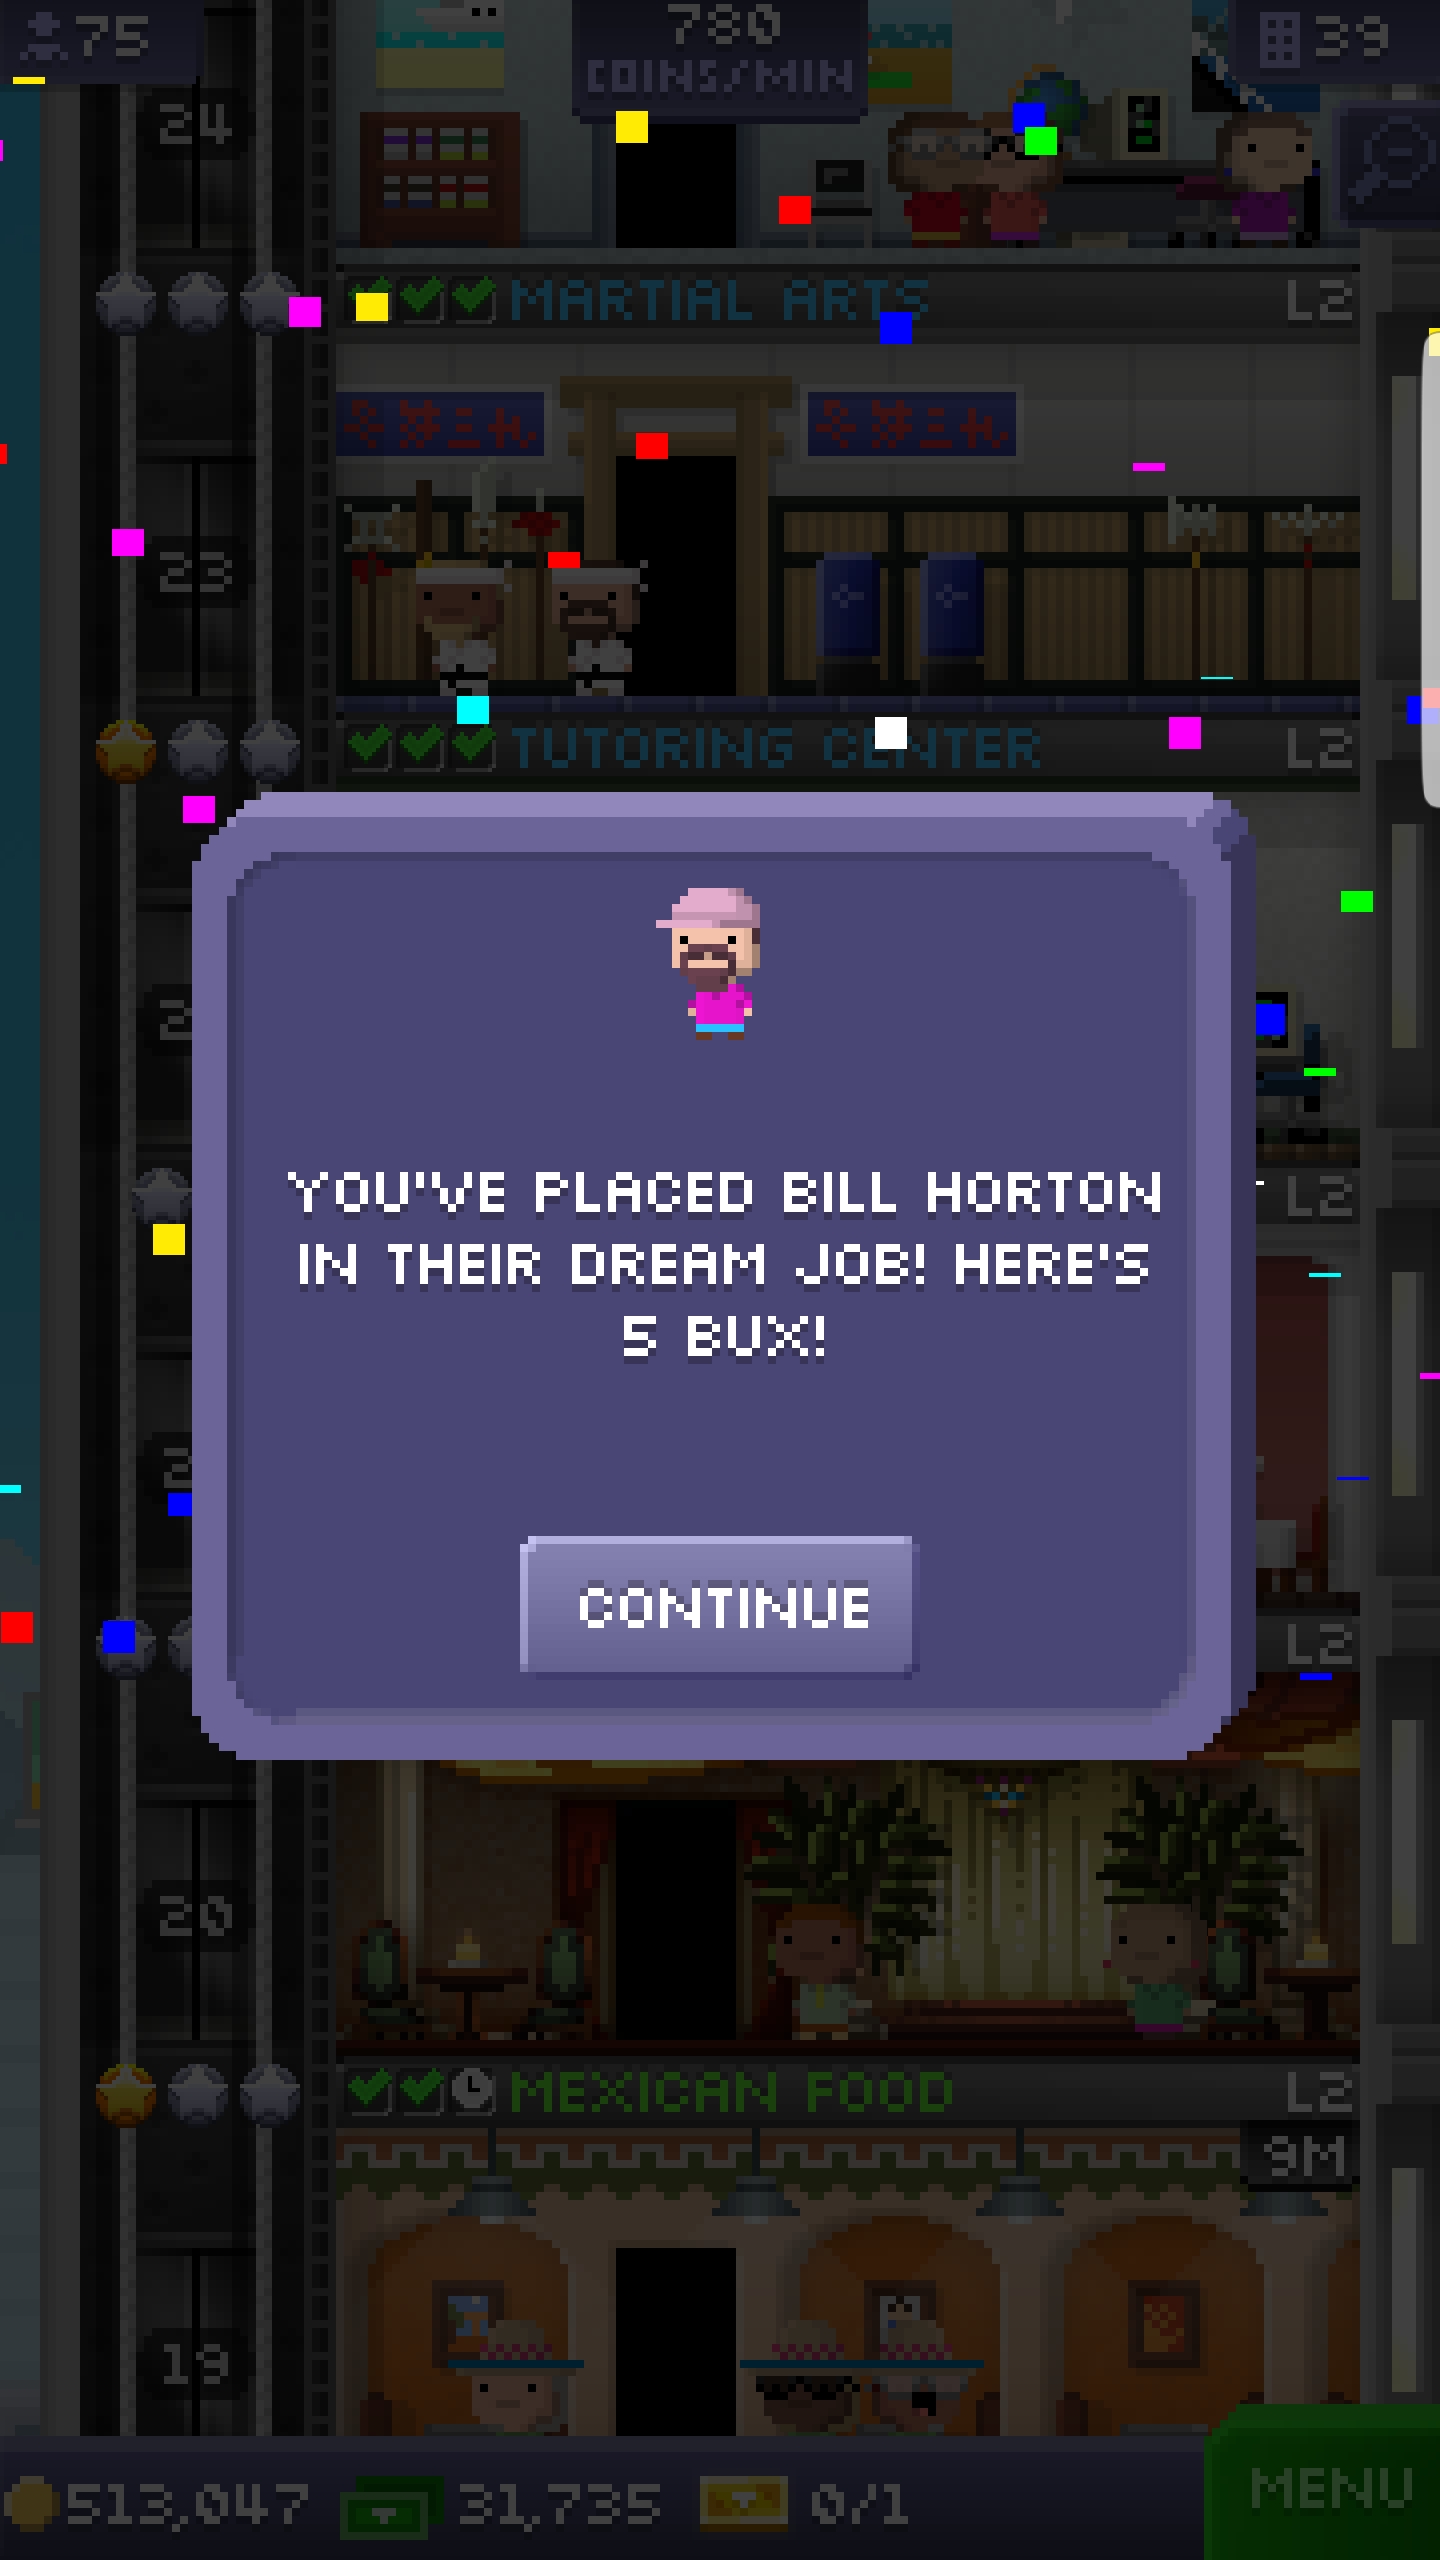 75
780
COINS/MIN
39
24
MARTIAL ARTS L2
23
TUTORING CENTER L2
YOU'VE PLACED BILL HORTON
IN THEIR DREAM JOB! HERE'S
5 BUX!
L2
CONTINUE
L2
20
MEXICAN FOOD L2
9M
19
513,047 31,735 0/1
MENU